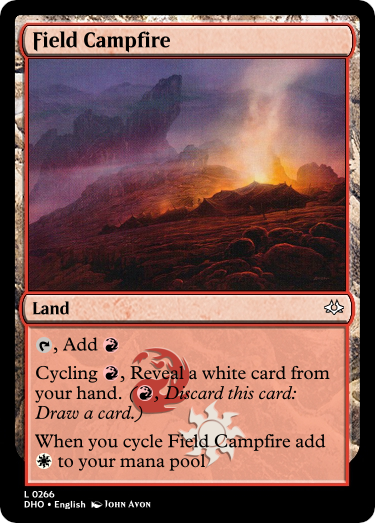 Field Campfire
Land
, Add
Cycling , Reveal a white card from
your hand. ( , Discard this card:
Draw a card.)
When you cycle Field Campfire add
to your mana pool
L 0266
DHO • English John Avon